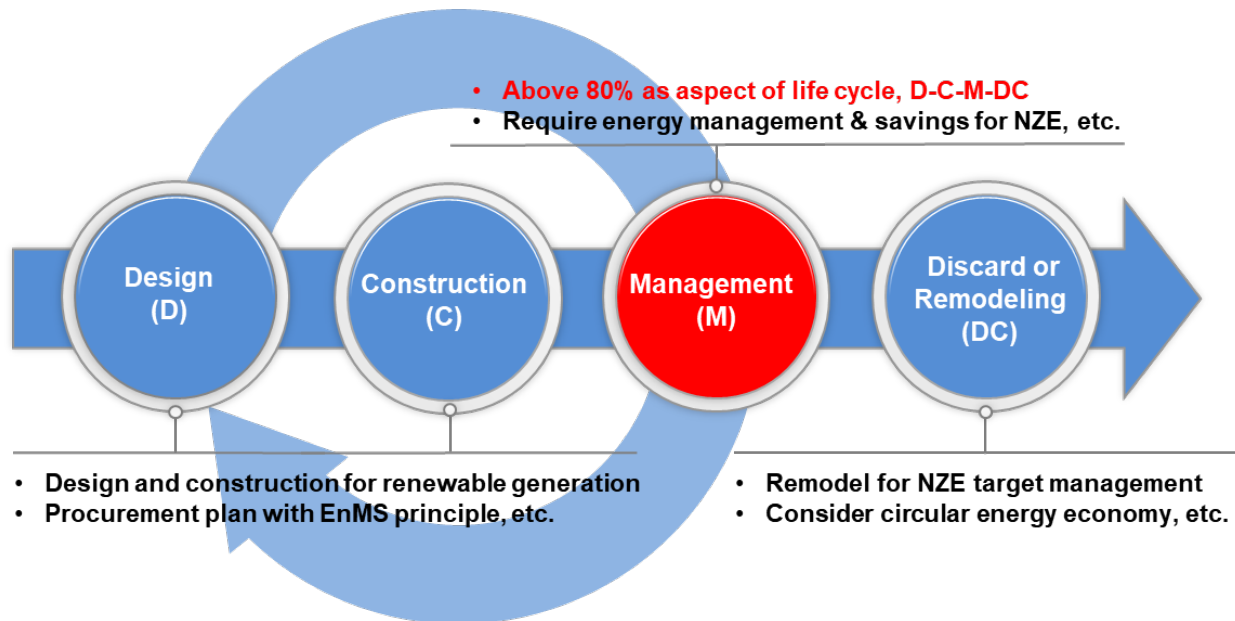 • Above 80% as aspect of life cycle, D-C-M-DC
• Require energy management & savings for NZE, etc.
Design
(D)
Construction
(C)
Management
(M)
Discard or
Remodeling
(DC)
• Design and construction for renewable generation
• Procurement plan with EnMS principle, etc.
• Remodel for NZE target management
• Consider circular energy economy, etc.